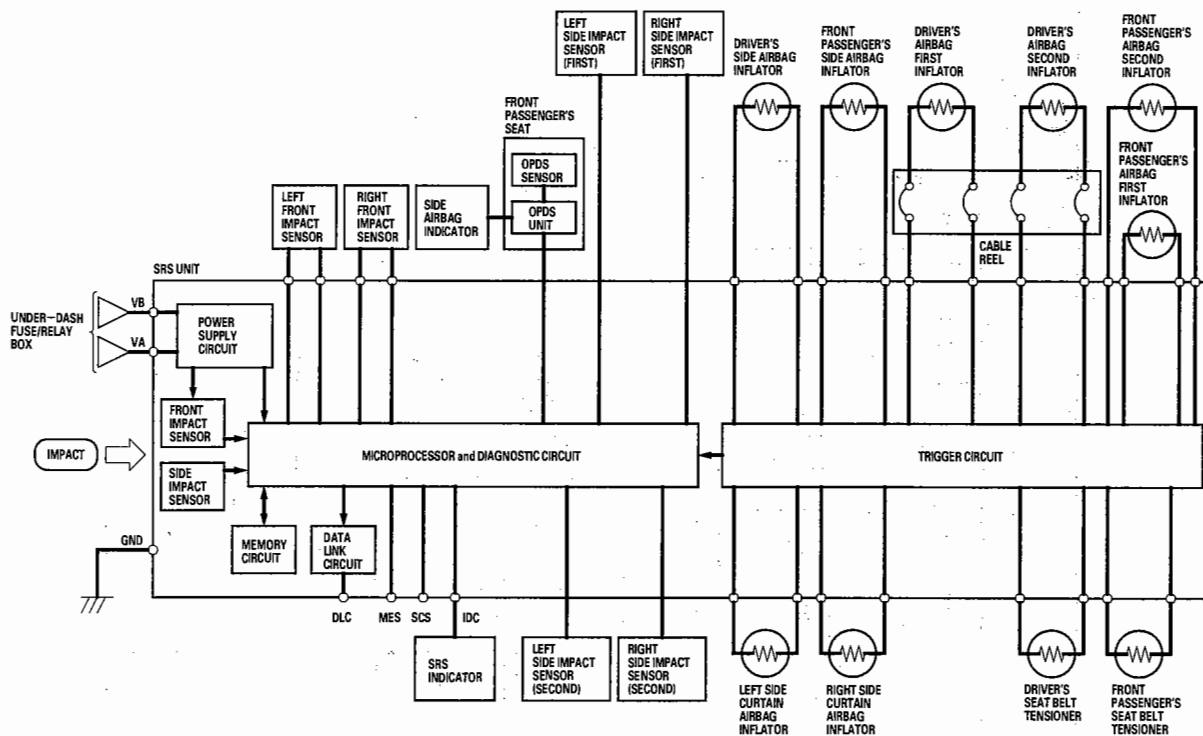 LEFT
SIDE IMPACT
SENSOR
(FIRST)
RIGHT
SIDE IMPACT
SENSOR
(FIRST)
DRIVER'S
SIDE AIRBAG
INFLATOR
FRONT
PASSENGER'S
SIDE AIRBAG
INFLATOR
DRIVER'S
AIRBAG
FIRST
INFLATOR
DRIVER'S
AIRBAG
SECOND
INFLATOR
FRONT
PASSENGER'S
AIRBAG
SECOND
INFLATOR
FRONT
PASSENGER'S
SEAT
OPDS
SENSOR
OPDS
UNIT
FRONT
PASSENGER'S
AIRBAG
FIRST
INFLATOR
LEFT
FRONT
IMPACT
SENSOR
RIGHT
FRONT
IMPACT
SENSOR
SIDE
AIRBAG
INDICATOR
CABLE
REEL
SRS UNIT
UNDER-DASH
FUSE/RELAY
BOX
VB
VA
POWER
SUPPLY
CIRCUIT
FRONT
IMPACT
SENSOR
IMPACT
SIDE
IMPACT
SENSOR
MICROPROCESSOR and DIAGNOSTIC CIRCUIT
TRIGGER CIRCUIT
GND
MEMORY
CIRCUIT
DATA
LINK
CIRCUIT
DLC
MES
SCS
IDC
SRS
INDICATOR
LEFT
SIDE IMPACT
SENSOR
(SECOND)
RIGHT
SIDE IMPACT
SENSOR
(SECOND)
LEFT SIDE
CURTAIN
AIRBAG
INFLATOR
RIGHT SIDE
CURTAIN
AIRBAG
INFLATOR
DRIVER'S
SEAT BELT
TENSIONER
FRONT
PASSENGER'S
SEAT BELT
TENSIONER